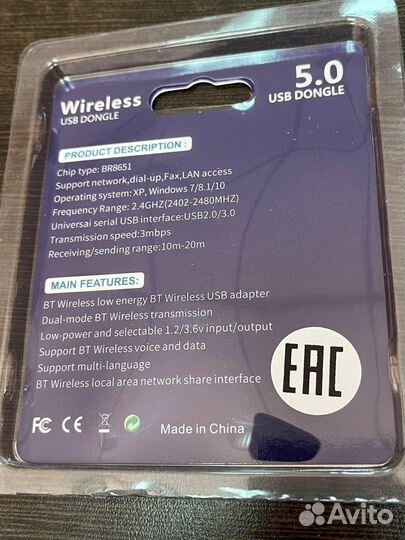 Wireless
USB DONGLE
5.0
USB DONGLE
PRODUCT DESCRIPTION :
Chip type: BR8651
Support network,dial-up,Fax,LAN access
Operating system: XP, Windows 7/8.1/10
Frequency Range: 2.4GHZ(2402-2480MHZ)
Universai serial USB interface:USB2.0/3.0
Transmission speed:3mbps
Receiving/sending range:10m-20m
MAIN FEATURES:
BT Wireless low energy BT Wireless USB adapter
Dual-mode BT Wireless transmission
Low-power and selectable 1.2/3.6v input/output
Support BT Wireless voice and data
Support multi-language
BT Wireless local area network share interface
EAC
FC CE
Made in China
Avito